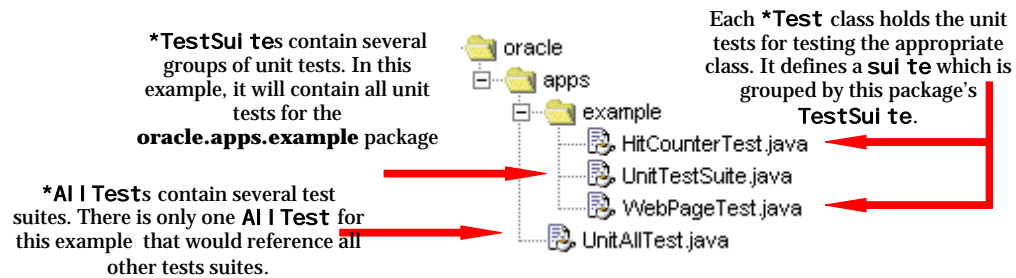 *TestSuites contain several
groups of unit tests. In this
example, it will contain all unit
tests for the
oracle.apps.example package
*AllTests contain several test
suites. There is only one AllTest for
this example that would reference all
other tests suites.
oracle
apps
example
HitCounterTest.java
UnitTestSuite.java
WebPageTest.java
UnitAllTest.java
Each *Test class holds the unit
tests for testing the appropriate
class. It defines a suite which is
grouped by this package's
TestSuite.